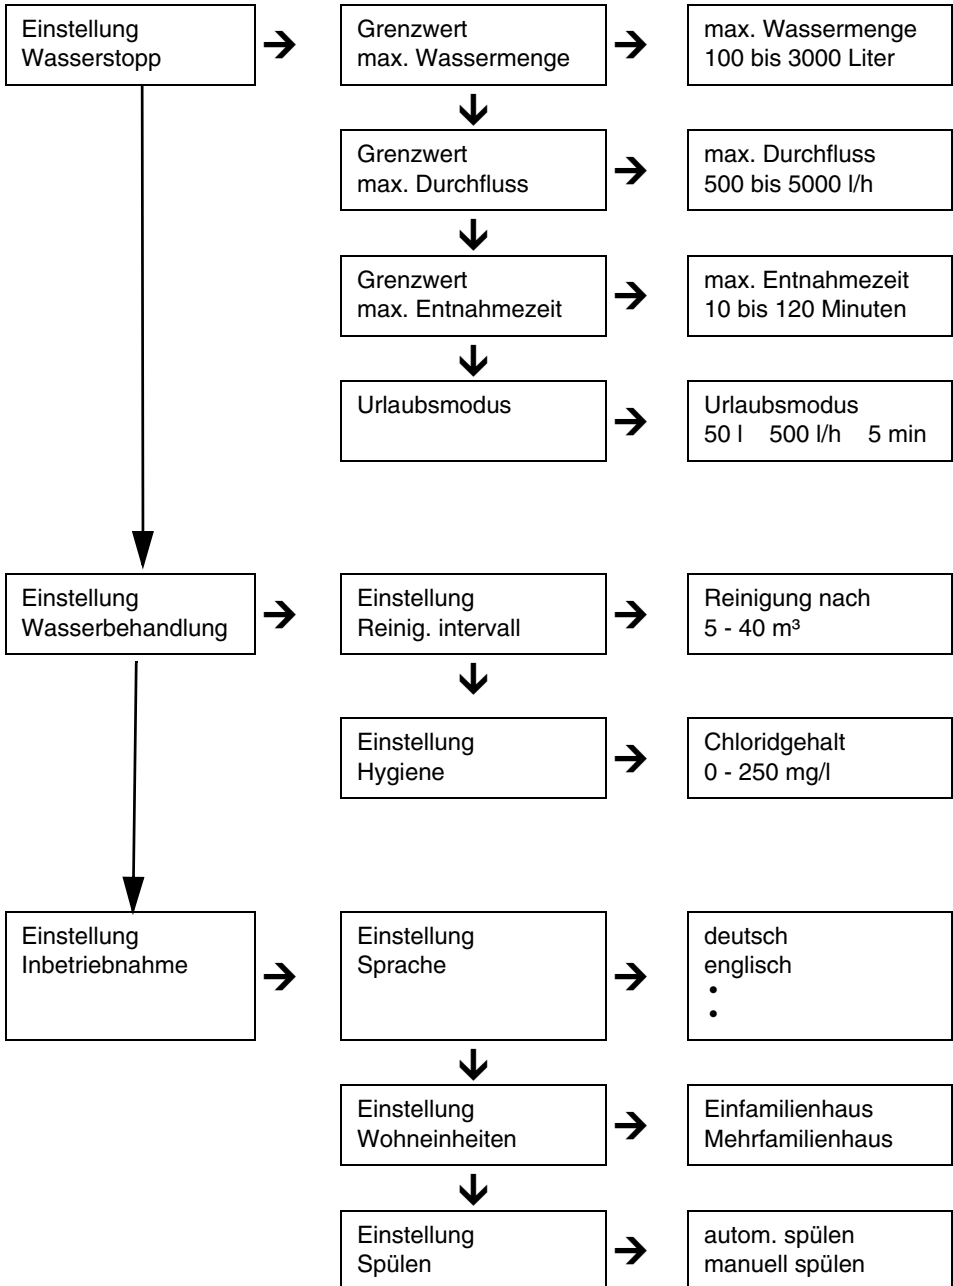 Einstellung
Wasserstopp
Grenzwert
max. Wassermenge
max. Wassermenge
100 bis 3000 Liter
Grenzwert
max. Durchfluss
max. Durchfluss
500 bis 5000 l/h
Grenzwert
max. Entnahmezeit
max. Entnahmezeit
10 bis 120 Minuten
Urlaubsmodus
Urlaubsmodus
50 l 500 l/h 5 min
Einstellung
Wasserbehandlung
Einstellung
Reinig. intervall
Reinigung nach
5 - 40 m³
Einstellung
Hygiene
Chloridgehalt
0 - 250 mg/l
Einstellung
Inbetriebnahme
Einstellung
Sprache
deutsch
englisch
•
•
Einstellung
Wohneinheiten
Einfamilienhaus
Mehrfamilienhaus
Einstellung
Spülen
autom. spülen
manuell spülen